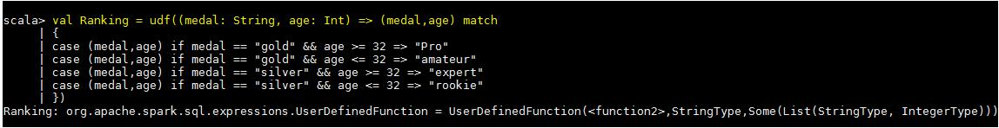 scala> val Ranking = udf((medal: String, age: Int) => (medal,age) match
     | {
     | case (medal,age) if medal == "gold" && age >= 32 => "Pro"
     | case (medal,age) if medal == "gold" && age <= 32 => "amateur"
     | case (medal,age) if medal == "silver" && age >= 32 => "expert"
     | case (medal,age) if medal == "silver" && age <= 32 => "rookie"
     | })
Ranking: org.apache.spark.sql.expressions.UserDefinedFunction = UserDefinedFunction(<function2>,StringType,Some(List(StringType, IntegerType)))